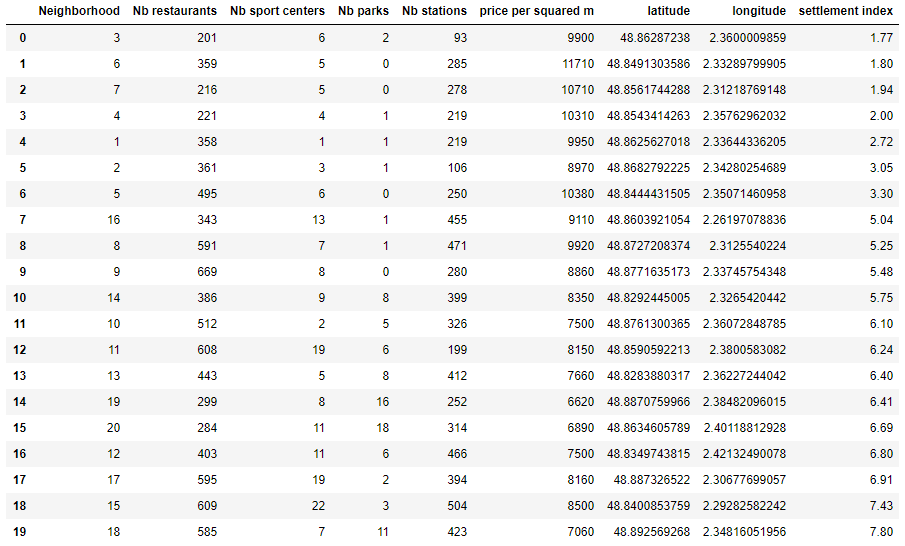 Neighborhood Nb restaurants Nb sport centers Nb parks Nb stations price per squared m latitude longitude settlement index
0 3 201 6 2 93 9900 48.86287238 2.3600009859 1.77
1 6 359 5 0 285 11710 48.8491303586 2.33289799905 1.80
2 7 216 5 0 278 10710 48.8561744288 2.31218769148 1.94
3 4 221 4 1 219 10310 48.8543414263 2.35762962032 2.00
4 1 358 1 1 219 9950 48.8625627018 2.33644336205 2.72
5 2 361 3 1 106 8970 48.8682792225 2.34280254689 3.05
6 5 495 6 0 250 10380 48.8444431505 2.35071460958 3.30
7 16 343 13 1 455 9110 48.8603921054 2.26197078836 5.04
8 8 591 7 1 471 9920 48.8727208374 2.3125540224 5.25
9 9 669 8 0 280 8860 48.8771635173 2.33745754348 5.48
10 14 386 9 8 399 8350 48.8292445005 2.3265420442 5.75
11 10 512 2 5 326 7500 48.8761300365 2.36072848785 6.10
12 11 608 19 6 199 8150 48.8590592213 2.3800583082 6.24
13 13 443 5 8 412 7660 48.8283880317 2.36227244042 6.40
14 19 299 8 16 252 6620 48.8870759966 2.38482096015 6.41
15 20 284 11 18 314 6890 48.8634605789 2.40118812928 6.69
16 12 403 11 6 466 7500 48.8349743815 2.42132490078 6.80
17 17 595 19 2 394 8160 48.887326522 2.30677699057 6.91
18 15 609 22 3 504 8500 48.8400853759 2.29282582242 7.43
19 18 585 7 11 423 7060 48.892569268 2.34816051956 7.80